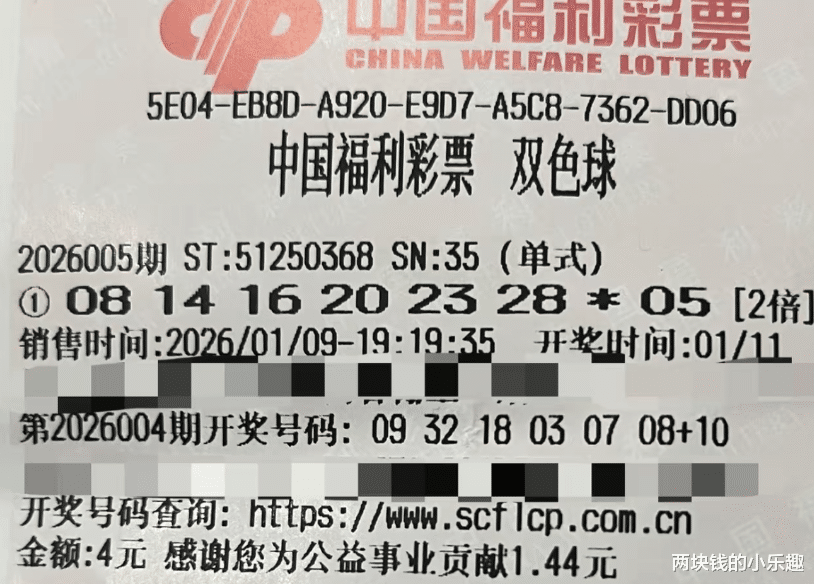 中国福利彩票
CHINA WELFARE LOTTERY
5E04-EB8D-A920-E9D7-A5C8-7362-DD06
中国福利彩票 双色球
2026005期 ST:51250368 SN:35 (单式)
① 08 14 16 20 23 28 * 05 [2倍]
销售时间:2026/01/09-19:19:35 开奖时间:01/11
第2026004期开奖号码: 09 32 18 03 07 08+10
开奖号码查询: https://www.scflcp.com.cn
金额:4元 感谢您为公益事业贡献1.44元
两块钱的小乐趣